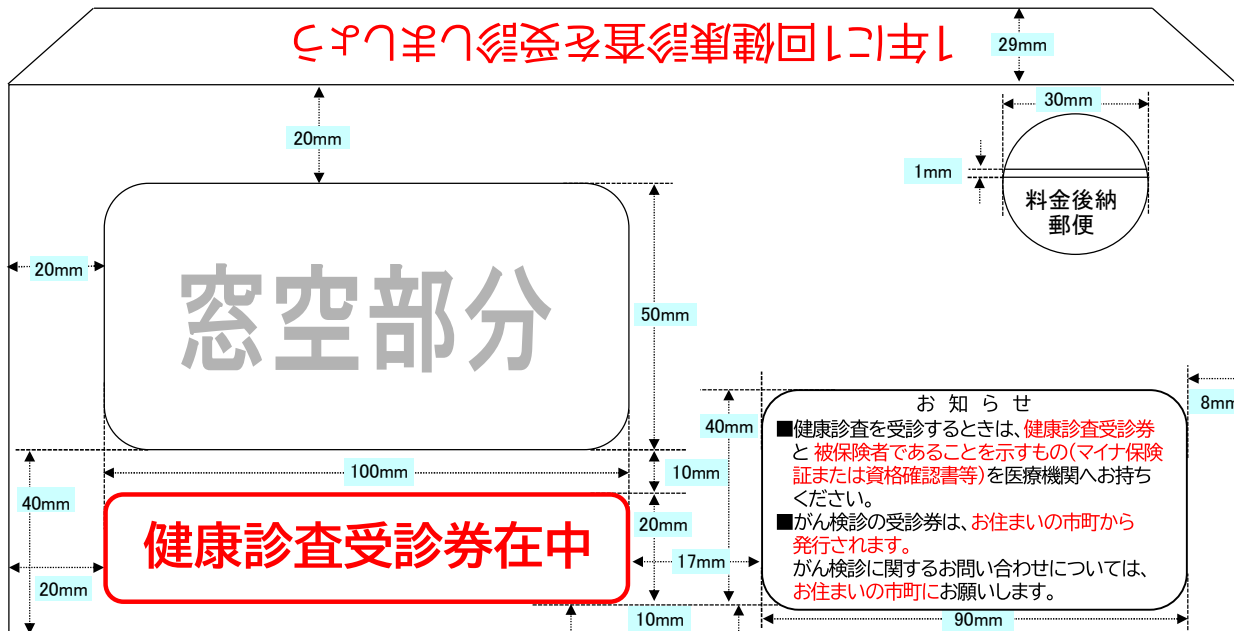 1年に1回健康診査を受診しましょう
29mm
30mm
20mm
1mm
料金後納
郵便
20mm
窓空部分
50mm
8mm
お知らせ
40mm
■健康診査を受診するときは、健康診査受診券
と 被保険者であることを示すもの（マイナ保険
証または資格確認書等）を医療機関へお持ち
ください。
■がん検診の受診券は、お住まいの市町から
発行されます。
がん検診に関するお問い合わせについては、
お住まいの市町にお願いします。
100mm
10mm
40mm
20mm
健康診査受診券在中
17mm
20mm
10mm
90mm